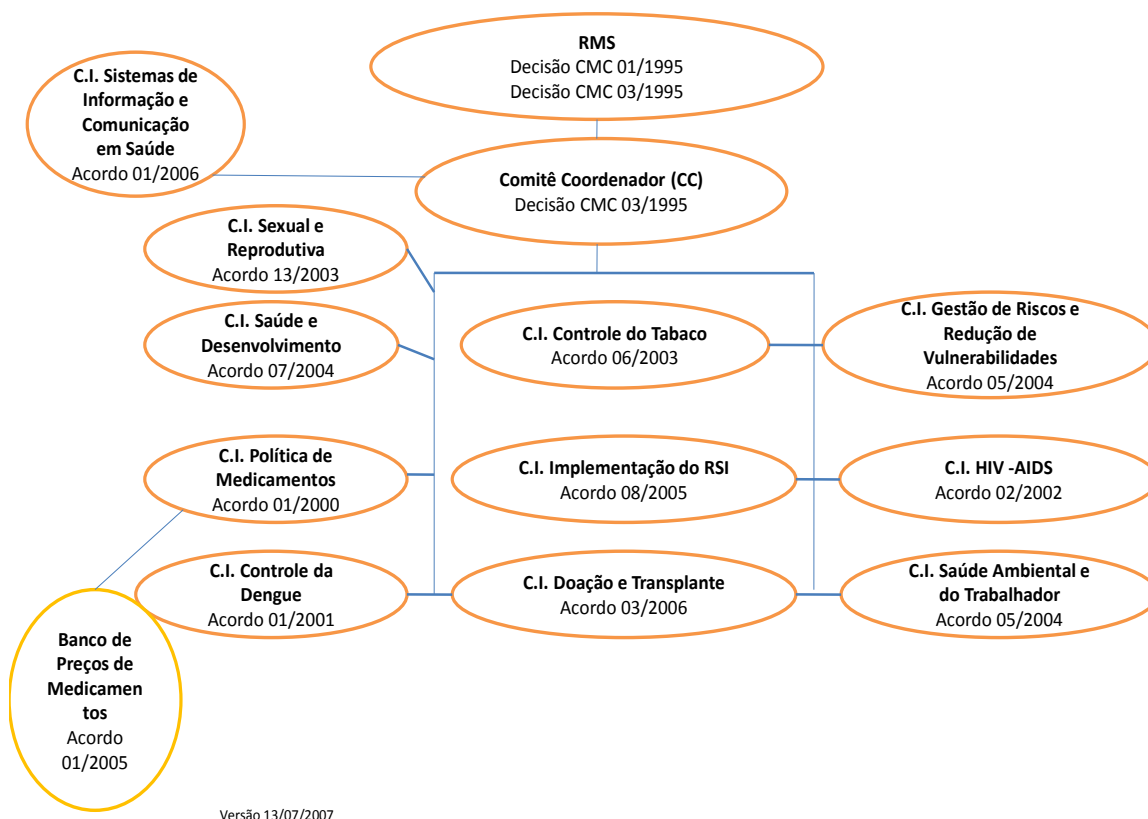 RMS
Decisão CMC 01/1995
Decisão CMC 03/1995
C.I. Sistemas de
Informação e
Comunicação
em Saúde
Acordo 01/2006
Comitê Coordenador (CC)
Decisão CMC 03/1995
C.I. Sexual e
Reprodutiva
Acordo 13/2003
C.I. Saúde e
Desenvolvimento
Acordo 07/2004
C.I. Controle do Tabaco
Acordo 06/2003
C.I. Gestão de Riscos e
Redução de
Vulnerabilidades
Acordo 05/2004
C.I. Política de
Medicamentos
Acordo 01/2000
C.I. Implementação do RSI
Acordo 08/2005
C.I. HIV -AIDS
Acordo 02/2002
C.I. Controle da
Dengue
Acordo 01/2001
C.I. Doação e Transplante
Acordo 03/2006
C.I. Saúde Ambiental e
do Trabalhador
Acordo 05/2004
Banco de
Preços de
Medicamen
tos
Acordo
01/2005
Versão 13/07/2007